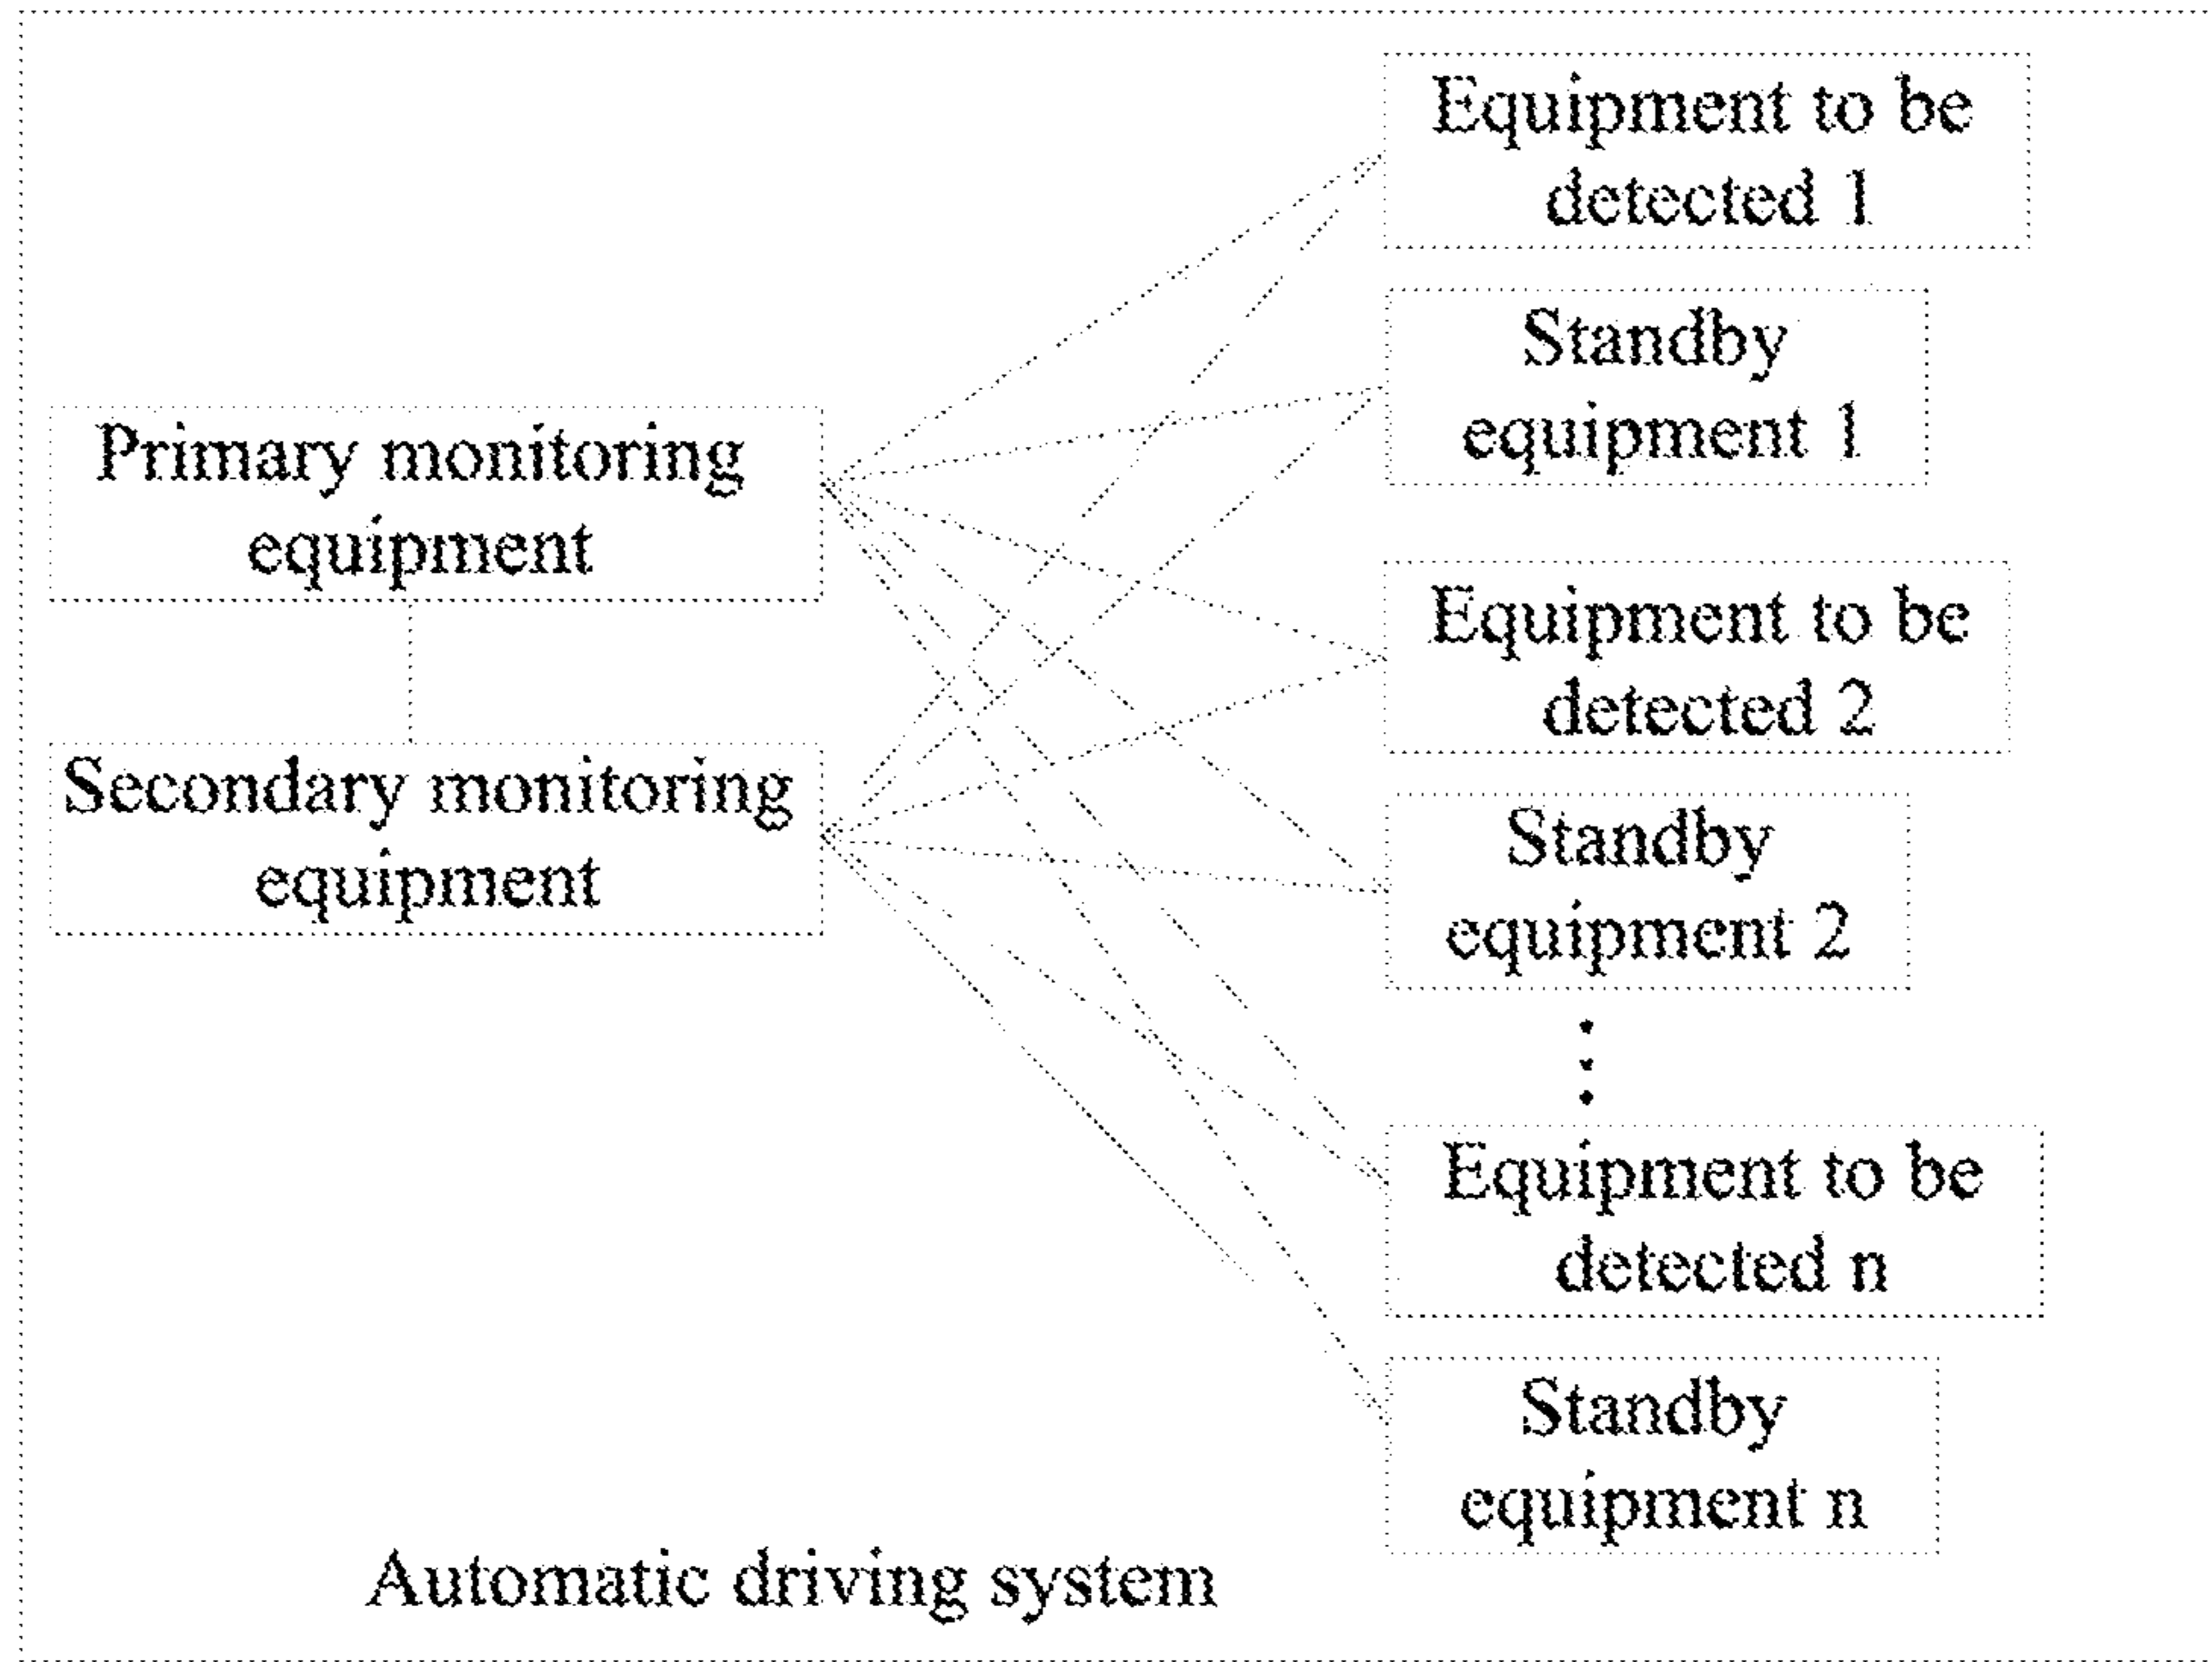 Equipment to be
detected 1
Standby
equipment 1
Primary monitoring
equipment
Equipment to be
detected 2
Secondary monitoring
equipment
Standby
equipment 2
Equipment to be
detected n
Standby
equipment n
Automatic driving system